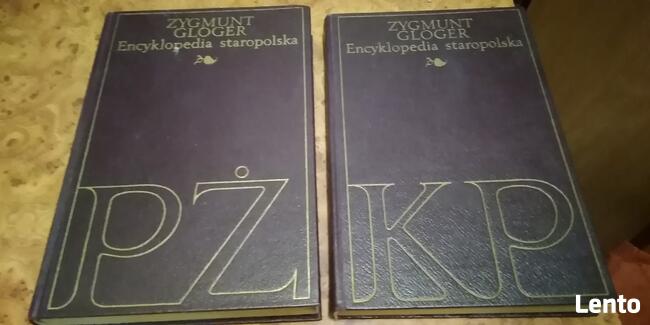 ZYGMUNT
GLOGER
Encyklopedia staropolska
PŻ
ZYGMUNT
GLOGER
Encyklopedia staropolska
KP
Lento